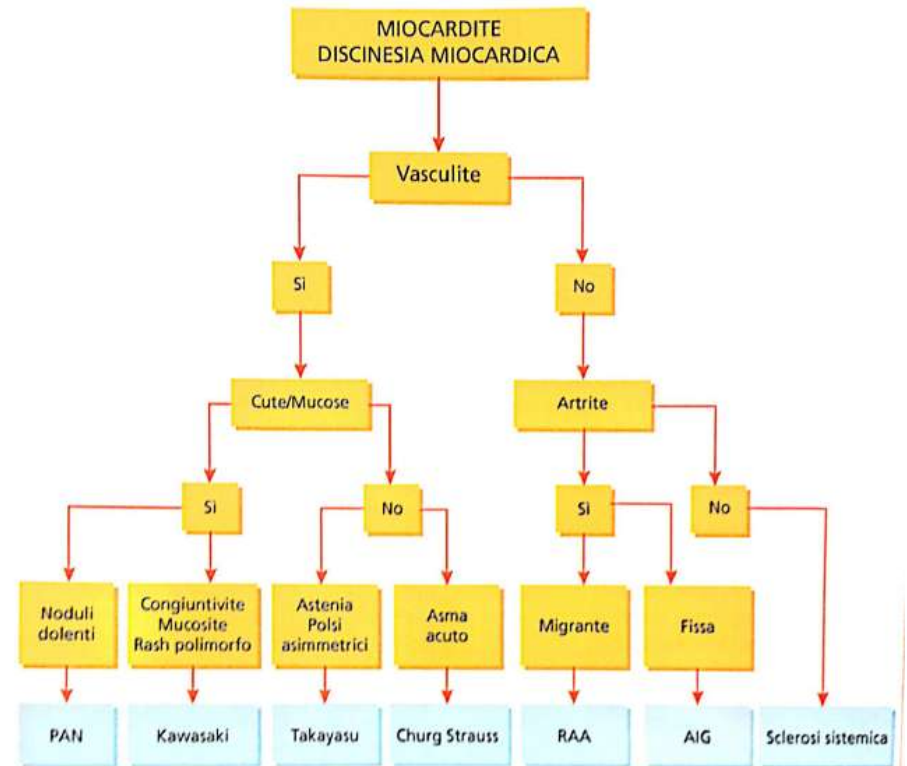 MIOCARDITE
DISCINESIA MIOCARDICA
Vasculite
Si
No
Cute/Mucose
Artrite
Si
No
Si
No
Noduli
dolenti
Congiuntivite
Mucosite
Rash polimorfo
Astenia
Polsi
asimmetrici
Asma
acuto
Migrante
Fissa
PAN
Kawasaki
Takayasu
Churg Strauss
RAA
AIG
Sclerosi sistemica